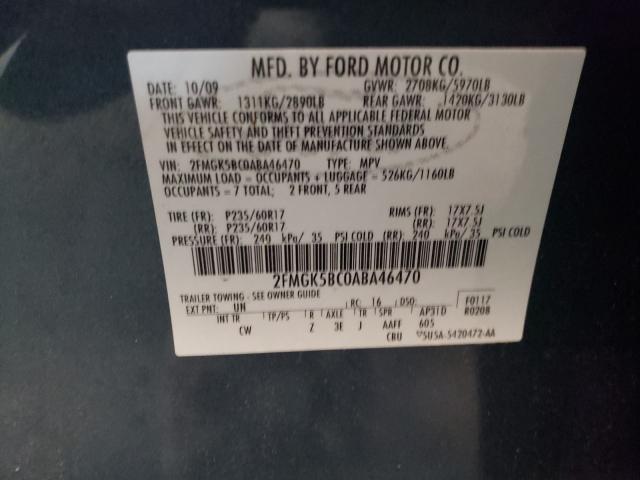 MFD. BY FORD MOTOR CO.
DATE: 10/09 GVWR: 2708KG/5970LB
FRONT GAWR: 1311KG/2890LB REAR GAWR: 1420KG/3130LB
THIS VEHICLE CONFORMS TO ALL APPLICABLE FEDERAL MOTOR
VEHICLE SAFETY AND THEFT PREVENTION STANDARDS
IN EFFECT ON THE DATE OF MANUFACTURE SHOWN ABOVE.
VIN: 2FMGK5BC0ABA46470 TYPE: MPV
MAXIMUM LOAD = OCCUPANTS + LUGGAGE = 526KG/1160LB
OCCUPANTS = 7 TOTAL; 2 FRONT, 5 REAR
TIRE (FR): P235/60R17 RIMS (FR): 17X7.5J
(RR): P235/60R17 (RR): 17X7.5J
PRESSURE (FR): 240 kPa/ 35 PSI COLD (RR): 240 kPa/ 35 PSI COLD
2FMGK5BC0ABA46470
TRAILER TOWING - SEE OWNER GUIDE
EXT PNT: UN RC: 16 DSO: F0117
INT TR TP/PS R AXLE TR SPR AP31D R0208
CW Z 3E J AAFF 605
CBU 5U5A-5420472-AA